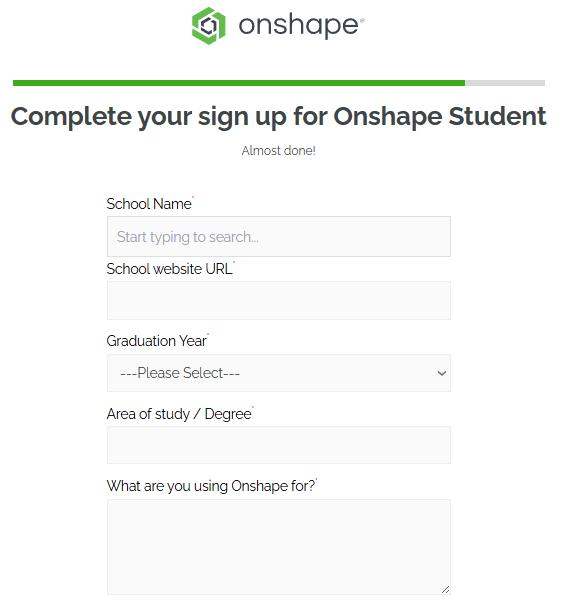 onshape®
Complete your sign up for Onshape Student
Almost done!
School Name*
Start typing to search...
School website URL*
Graduation Year*
---Please Select---
Area of study / Degree*
What are you using Onshape for?*